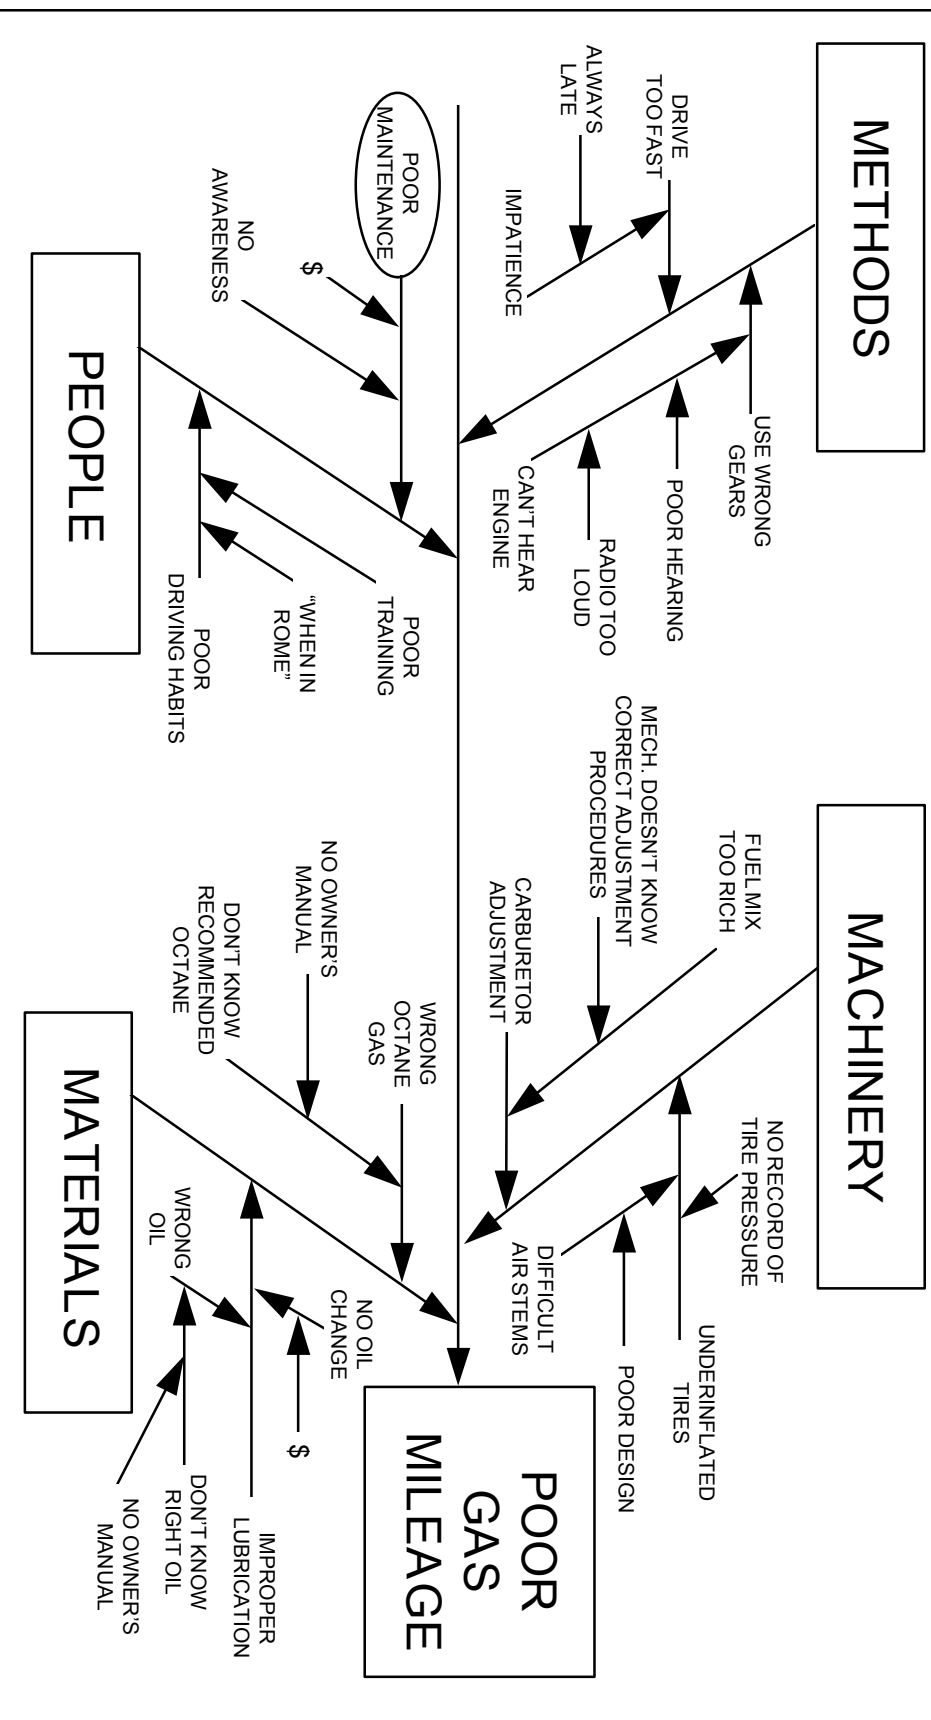 METHODS
MACHINERY
DRIVE
TOO FAST
ALWAYS
LATE
IMPATIENCE
USE WRONG
GEARS
POOR HEARING
RADIO TOO
LOUD
CAN'T HEAR
ENGINE
FUEL MIX
TOO RICH
MECH. DOESN'T KNOW
CORRECT ADJUSTMENT
PROCEDURES
CARBURETOR
ADJUSTMENT
NO RECORD OF
TIRE PRESSURE
UNDERINFLATED
TIRES
POOR DESIGN
DIFFICULT
AIR STEMS
POOR
GAS
MILEAGE
POOR
MAINTENANCE
$
NO
AWARENESS
POOR
TRAINING
“WHEN IN
ROME”
POOR
DRIVING HABITS
WRONG
OCTANE
GAS
NO OWNER'S
MANUAL
DON'T KNOW
RECOMMENDED
OCTANE
NO OIL
CHANGE
$
WRONG
OIL
IMPROPER
LUBRICATION
DON'T KNOW
RIGHT OIL
NO OWNER'S
MANUAL
PEOPLE
MATERIALS